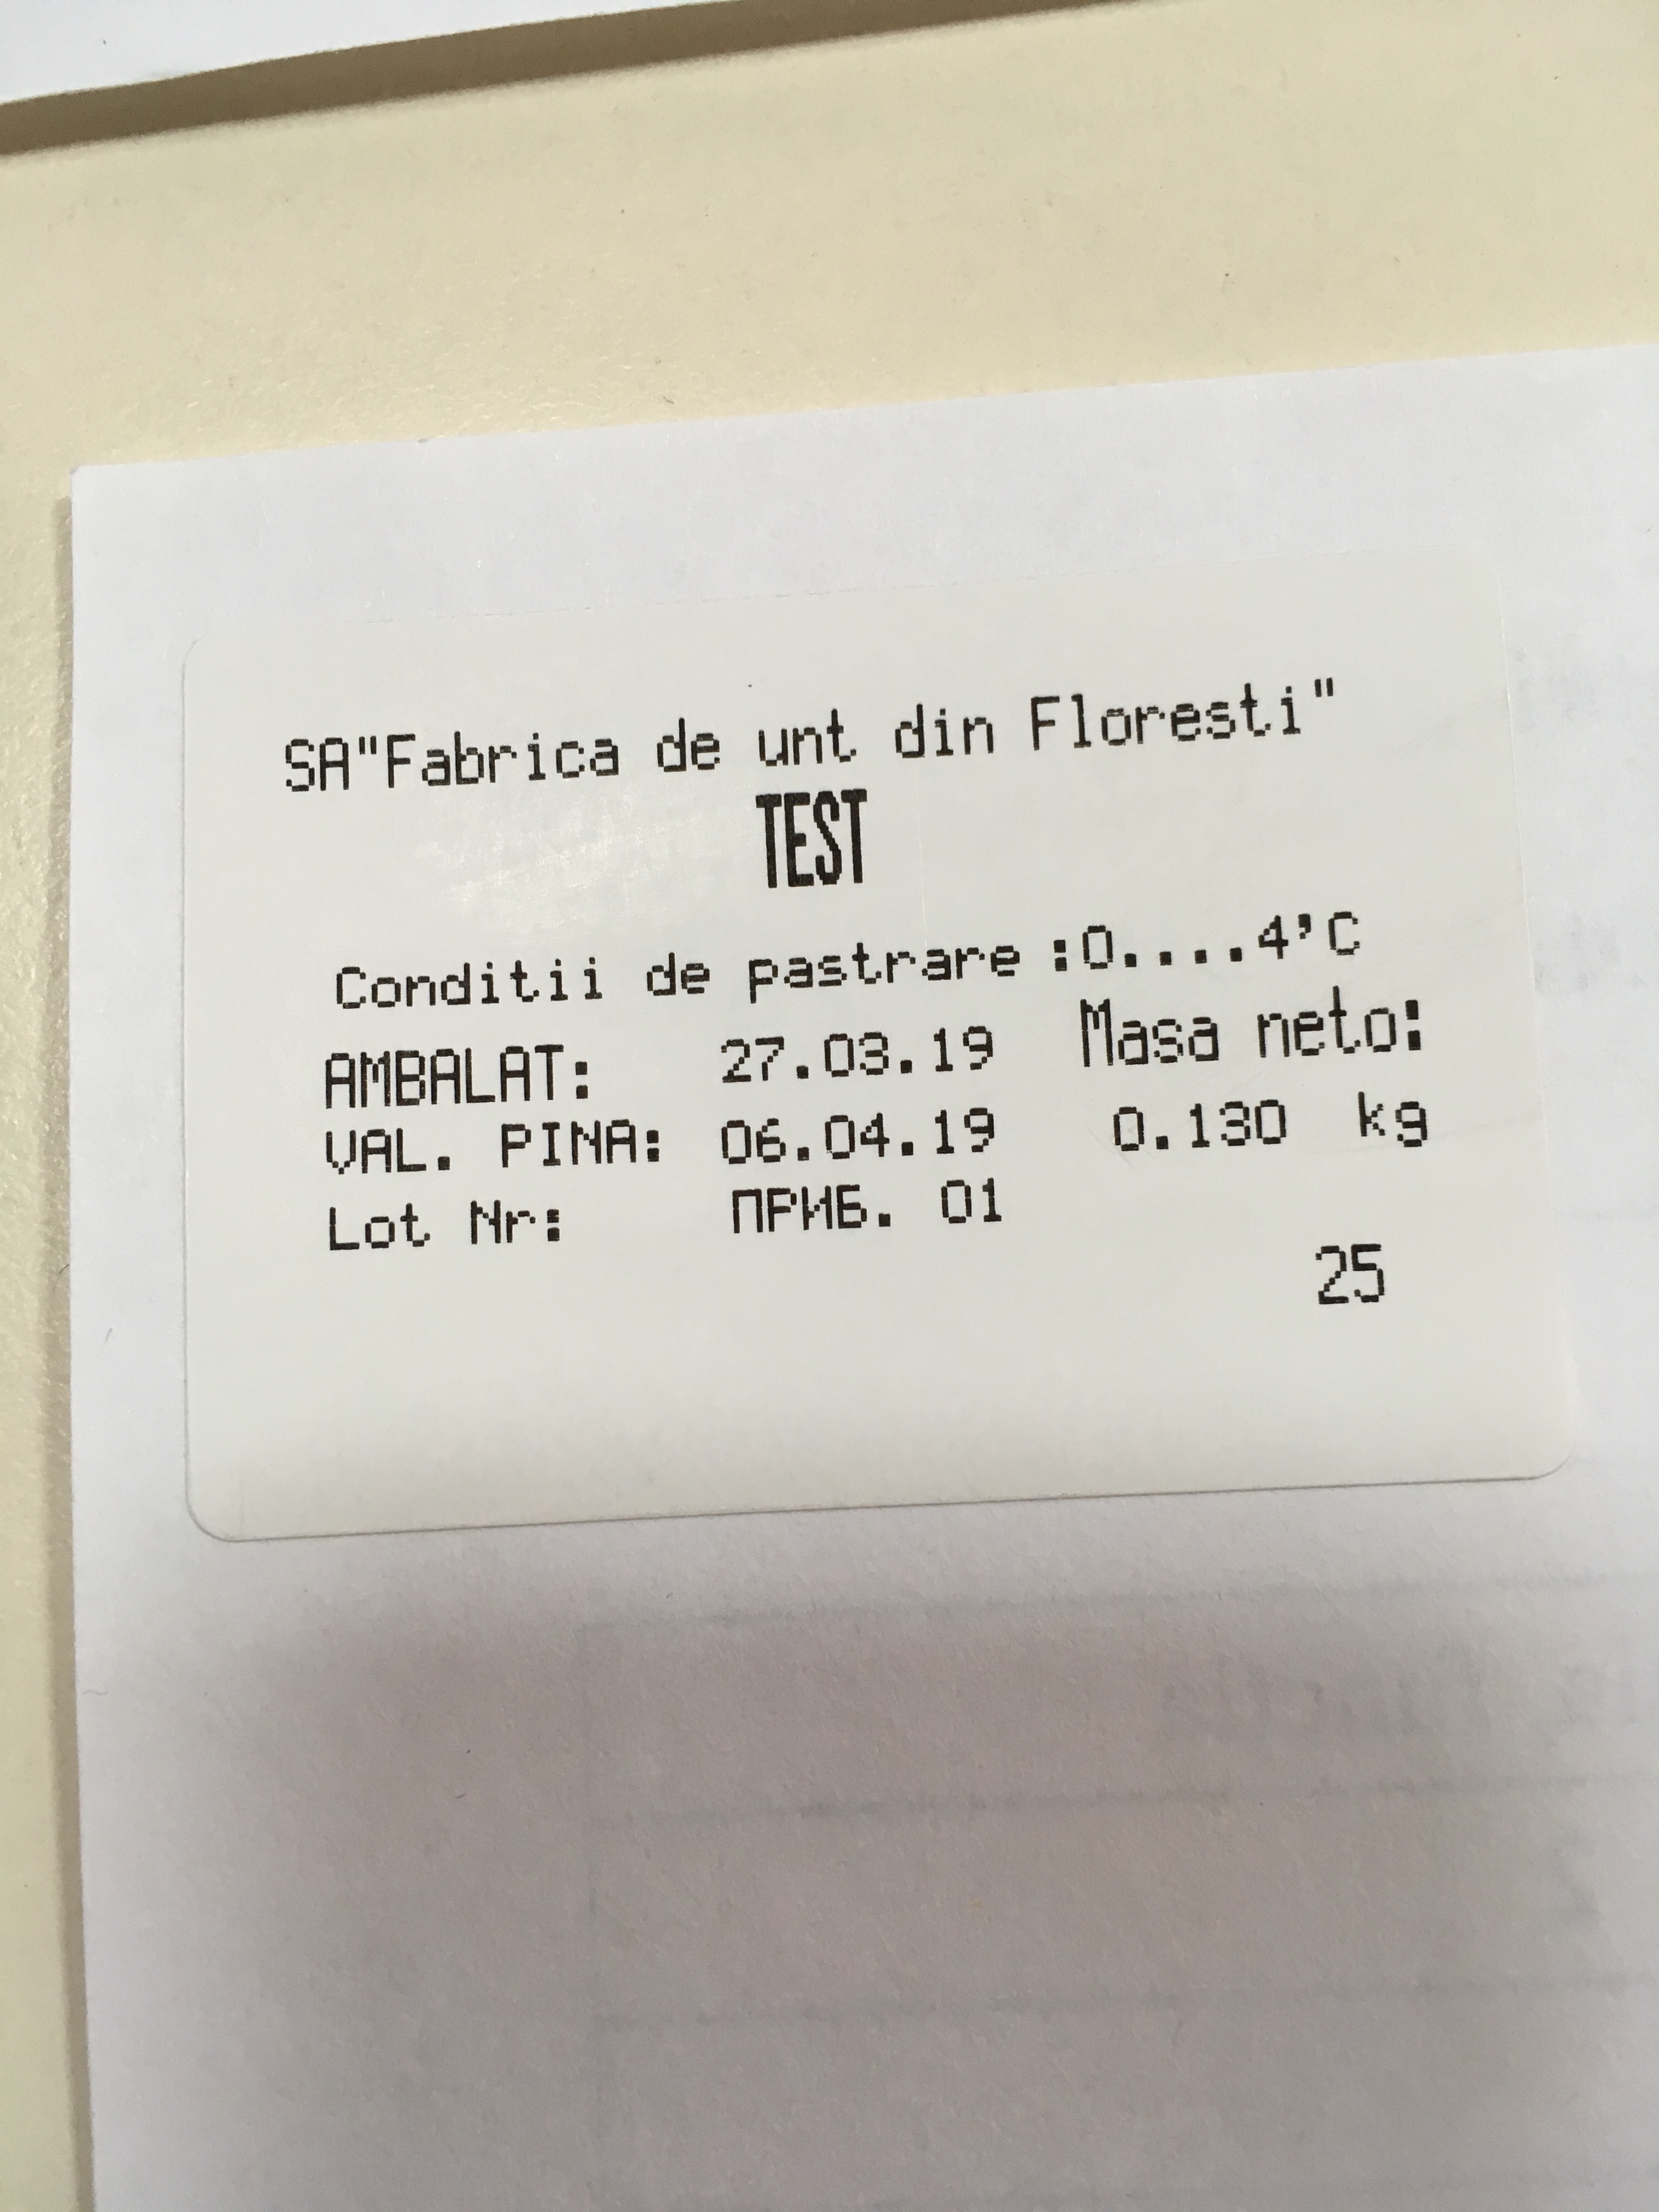 SA"Fabrica de unt din Floresti"
TEST
Conditii de pastrare :0....4'C
AMBALAT: 27.03.19 Masa neto:
VAL. PINA: 06.04.19 0.130 kg
Lot Nr: ПРИБ. 01
25